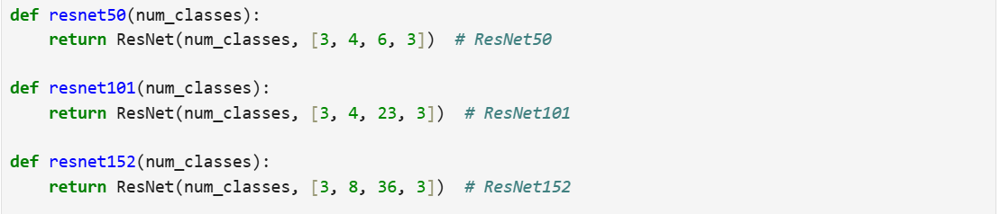 def resnet50(num_classes):
    return ResNet(num_classes, [3, 4, 6, 3])  # ResNet50
def resnet101(num_classes):
    return ResNet(num_classes, [3, 4, 23, 3])  # ResNet101
def resnet152(num_classes):
    return ResNet(num_classes, [3, 8, 36, 3])  # ResNet152